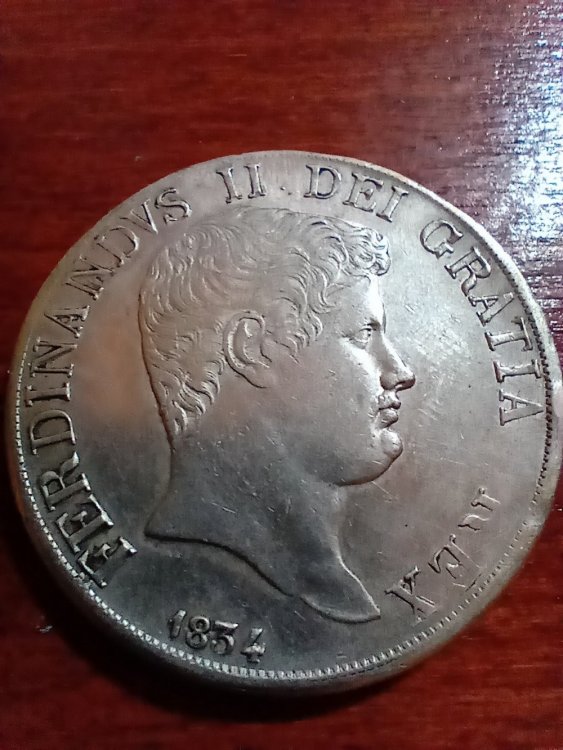 FERDINANDVS II . DEI GRATIA REX
1834